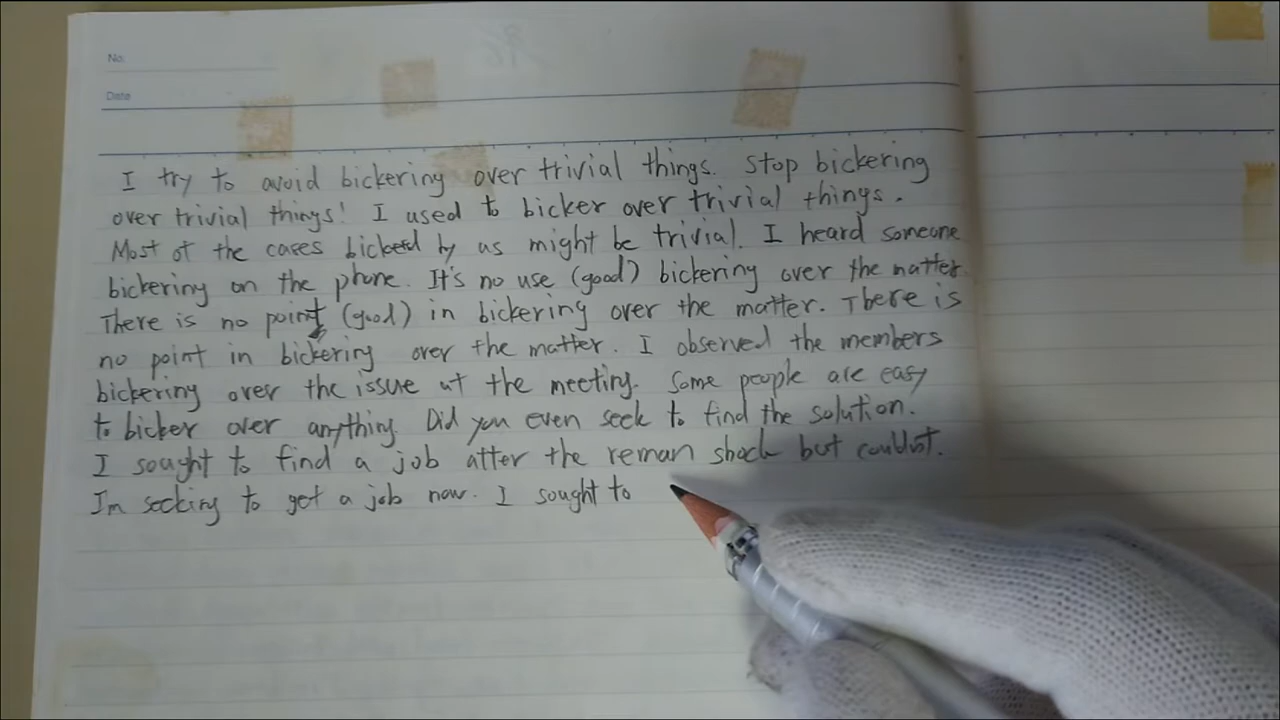 No.
Date
I try to avoid bickering over trivial things. Stop bickering
over trivial things! I used to bicker over trivial things.
Most of the cases by us might be trivial. I heard someone
bickering on the phone. It's no use (good) bickering over the matter.
There is no point (good) in bickering over the matter. There is
no point in bickering over the matter. I observed the members
bickering over the issue at the meeting. Some people are easy
to bicker over anything. Did you even seek to find the solution.
I sought to find a job after the reman shock but couldn't.
I'm seeking to get a job now. I sought to